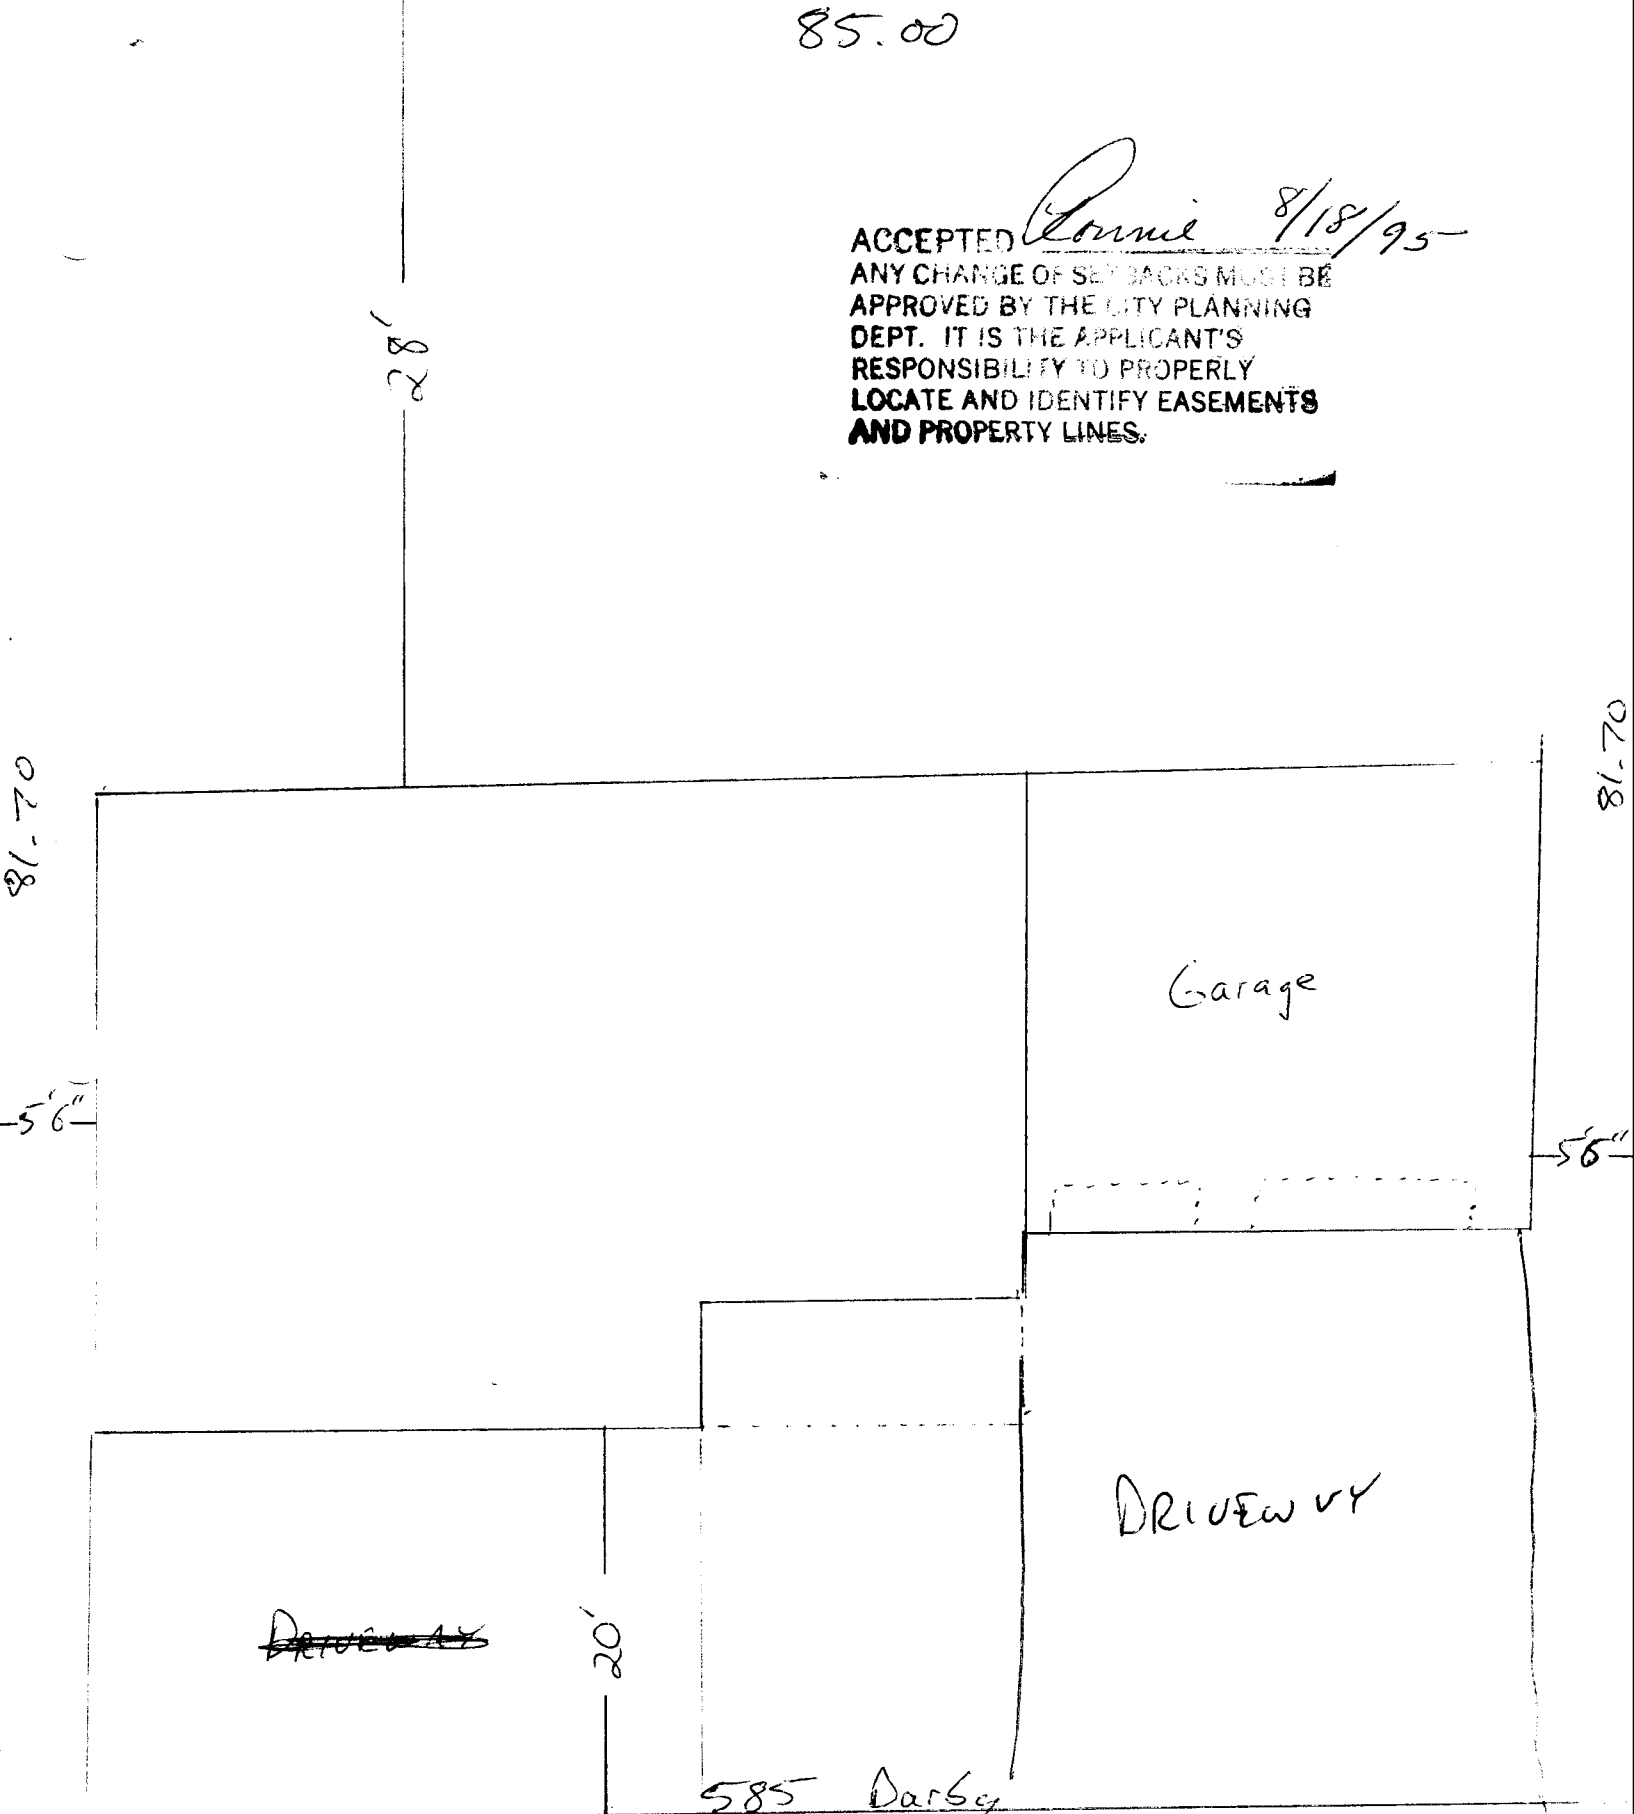 85.00
ACCEPTED Ronnie 8/18/95
ANY CHANGE OF SETBACKS MUST BE
APPROVED BY THE CITY PLANNING
DEPT. IT IS THE APPLICANT'S
RESPONSIBILITY TO PROPERLY
LOCATE AND IDENTIFY EASEMENTS
AND PROPERTY LINES.
28'
81.70
81.70
Garage
5'6"
5'6"
DRIVEWAY
DRIVEWAY
20'
585 Darby